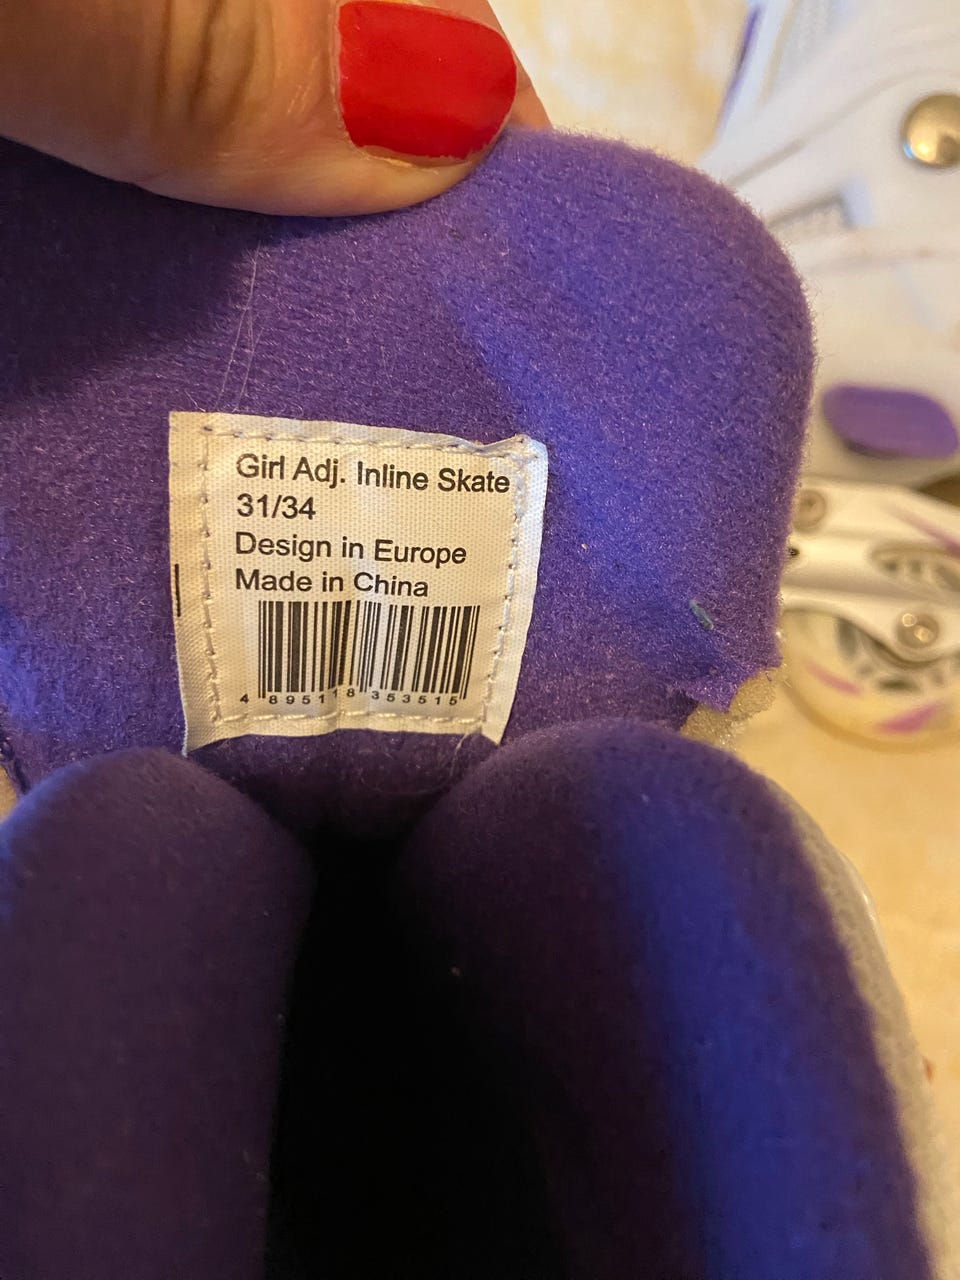 Girl Adj. Inline Skate
31/34
Design in Europe
Made in China
4 895118 353515